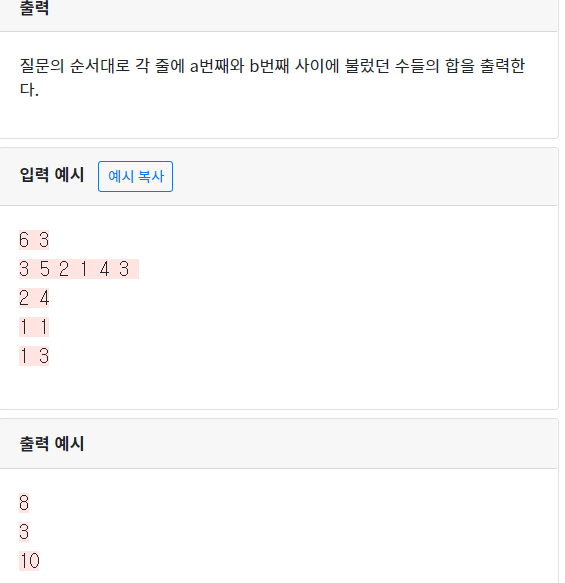 출력
질문의 순서대로 각 줄에 a번째와 b번째 사이에 불렀던 수들의 합을 출력한
다.
입력 예시 예시 복사
6 3
3 5 2 1 4 3
2 4
1 1
1 3
출력 예시
8
3
10